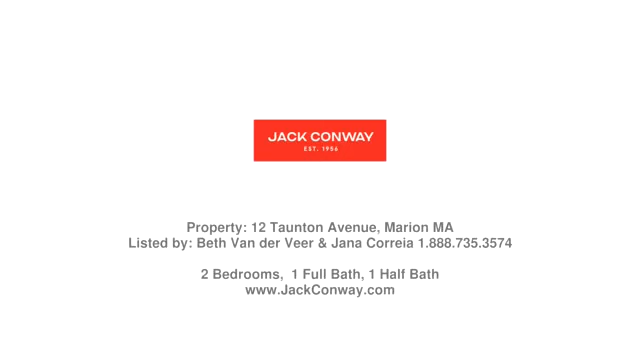 JACK CONWAY
EST. 1956
Property: 12 Taunton Avenue, Marion MA
Listed by: Beth Van der Veer & Jana Correia 1.888.735.3574
2 Bedrooms,  1 Full Bath, 1 Half Bath
www.JackConway.com